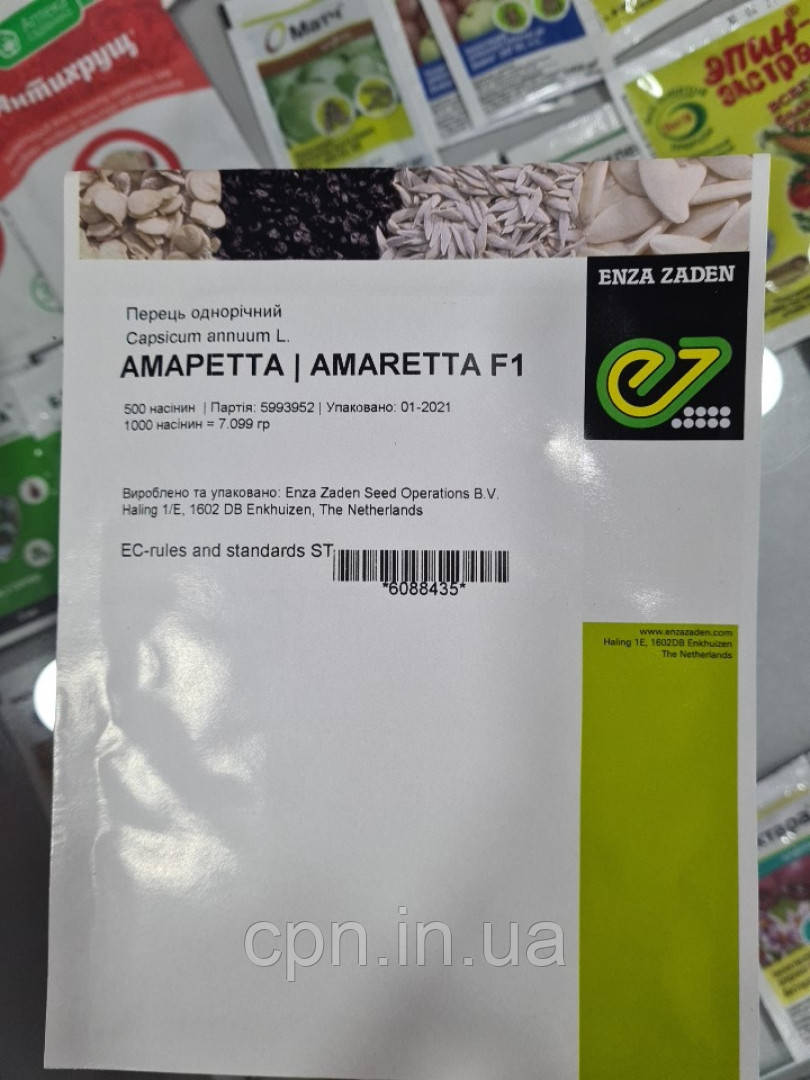 Антихрущ
Матч
ЭПИН
ЭКСТРА
ENZA ZADEN
Перець однорічний
Capsicum annuum L.
АМАРЕТТА | AMARETTA F1
500 насінин | Партія: 5993952 | Упаковано: 01-2021
1000 насінин = 7.099 гр
Вироблено та упаковано: Enza Zaden Seed Operations B.V.
Haling 1/E, 1602 DB Enkhuizen, The Netherlands
EC-rules and standards ST
*6088435*
www.enzazaden.com
Haling 1E, 1602DB Enkhuizen
The Netherlands
cpn.in.ua